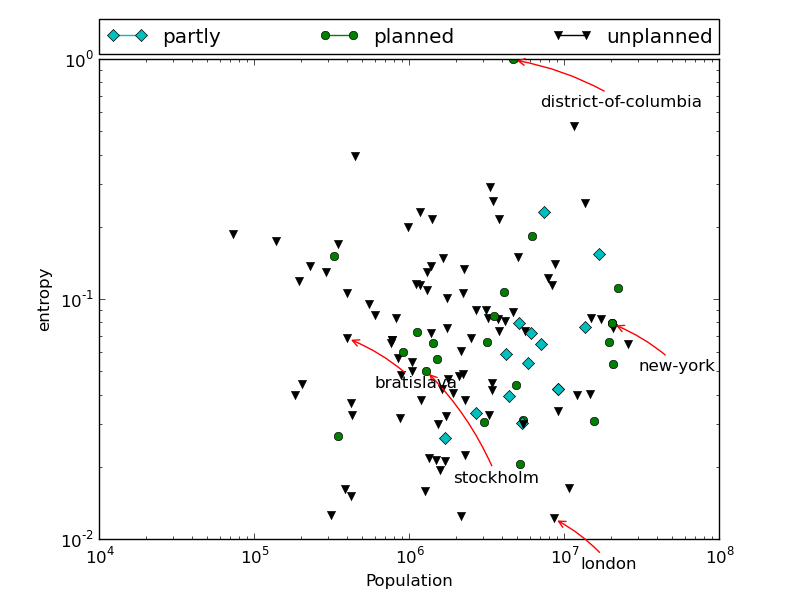 partly planned unplanned
10^0
district-of-columbia
entropy
10^-1
new-york
bratislava
stockholm
10^-2
10^4 10^5 10^6 10^7 10^8
london
Population